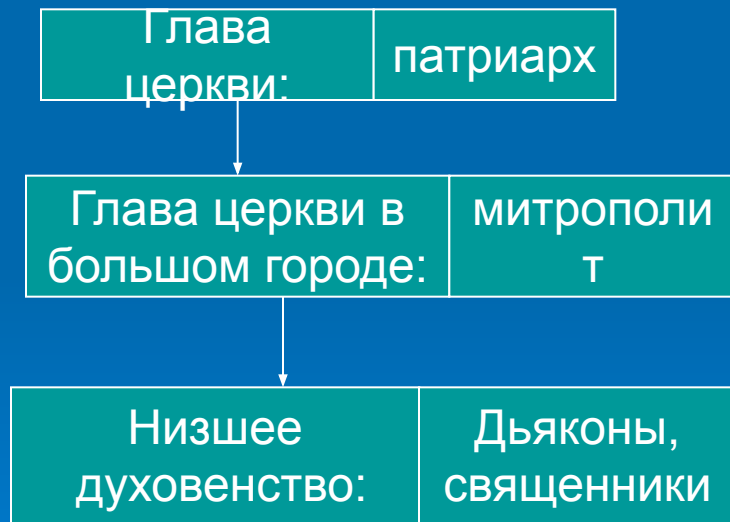 Глава
церкви:
патриарх
Глава церкви в
большом городе:
митрополи
т
Низшее
духовенство:
Дьяконы,
священники